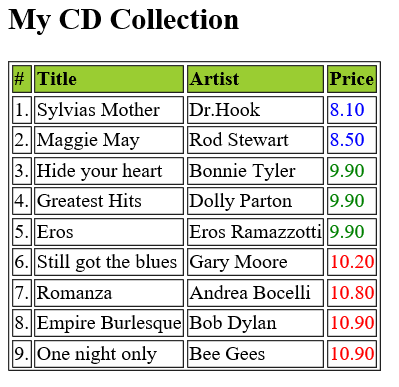 My CD Collection
# Title Artist Price
1. Sylvias Mother Dr.Hook 8.10
2. Maggie May Rod Stewart 8.50
3. Hide your heart Bonnie Tyler 9.90
4. Greatest Hits Dolly Parton 9.90
5. Eros Eros Ramazzotti 9.90
6. Still got the blues Gary Moore 10.20
7. Romanza Andrea Bocelli 10.80
8. Empire Burlesque Bob Dylan 10.90
9. One night only Bee Gees 10.90